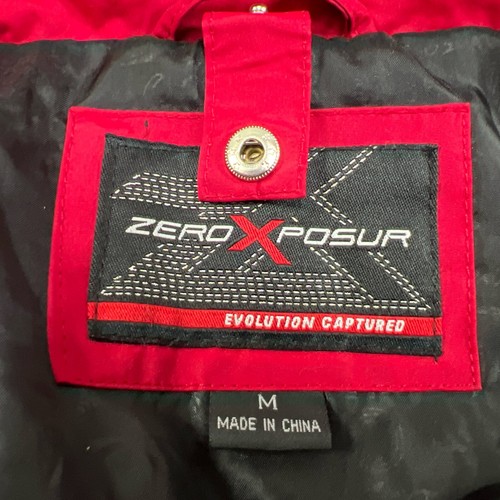 ZEROXPOSUR
EVOLUTION CAPTURED
M
MADE IN CHINA